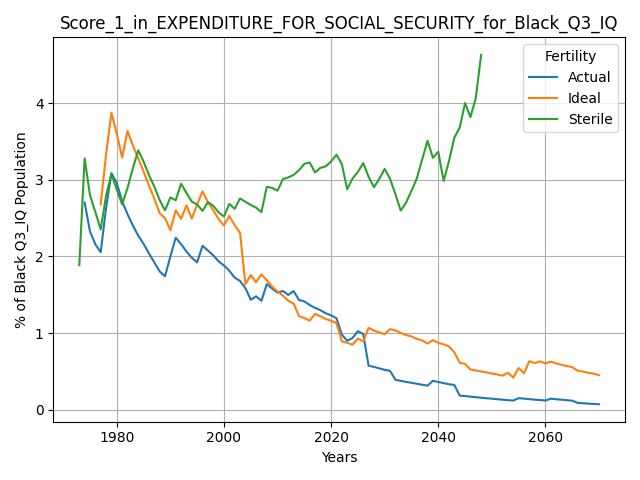 Score_1_in_EXPENDITURE_FOR_SOCIAL_SECURITY_for_Black_Q3_IQ
Fertility
Actual
Ideal
Sterile
% of Black Q3_IQ Population
4
3
2
1
0
1980
2000
2020
2040
2060
Years